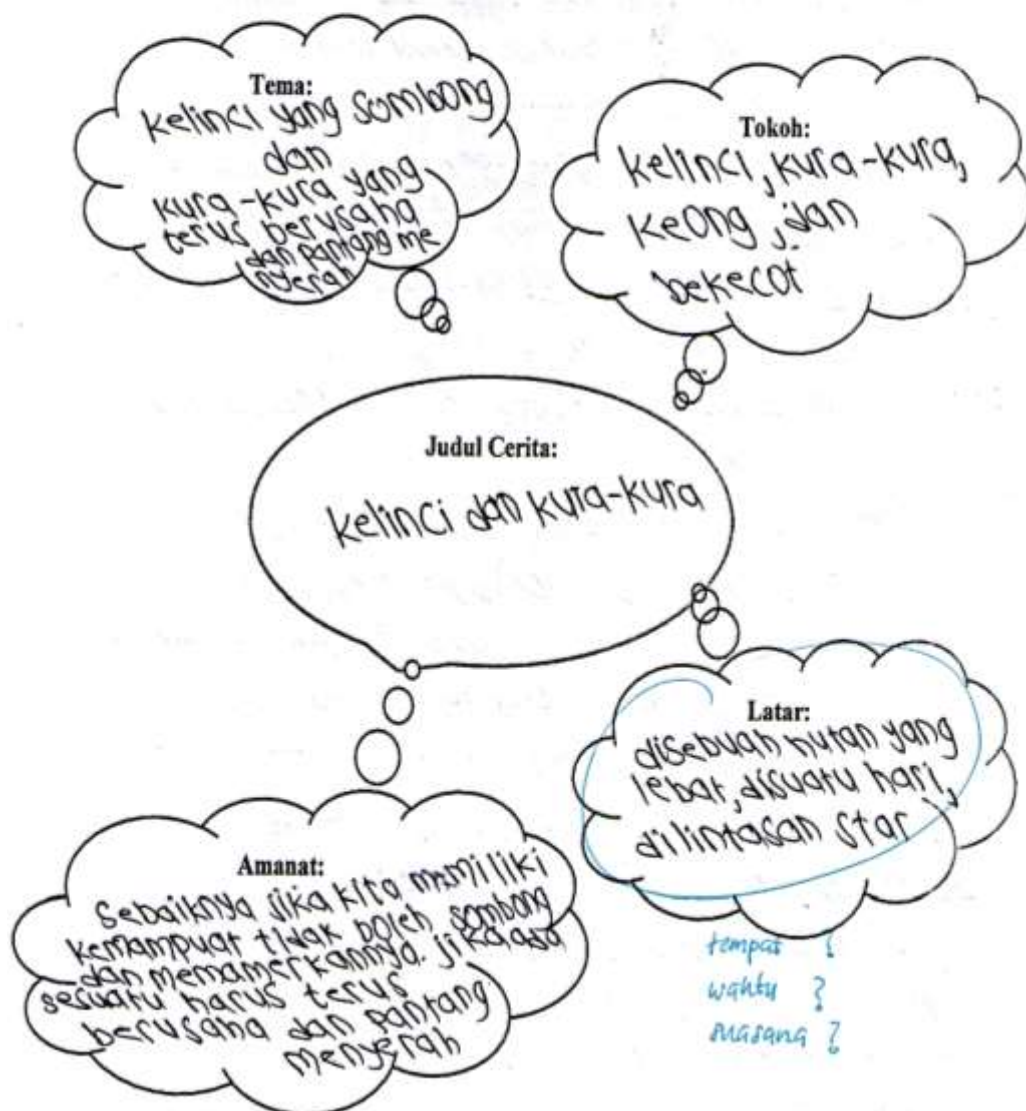 Tema:
kelinci yang sombong
dan
kura-kura yang
terus berusaha
dan pantang me
nyerah
Tokoh:
kelinci, kura-kura,
keong, dan
bekecot
Judul Cerita:
kelinci dan kura-kura
Latar:
disebuah hutan yang
lebat, disuatu hari,
dilintasan star
tempat ?
waktu ?
suasana ?
Amanat:
Sebaiknya jika kita memiliki
kemampuat tidak boleh sombong
dan memamerkannya. jika ada
sesuatu harus terus
berusaha dan pantang
menyerah